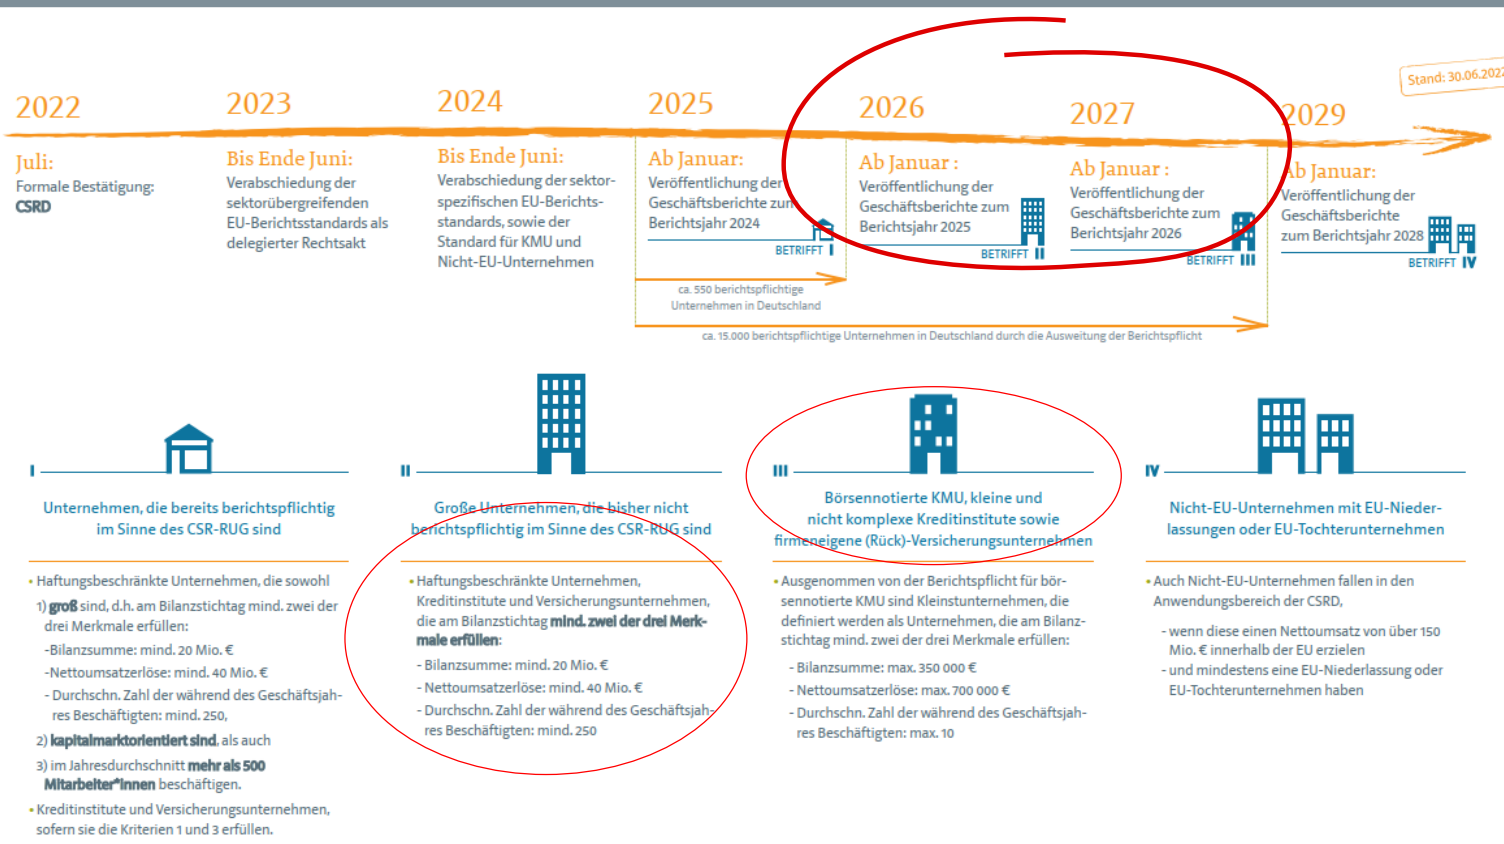 Stand: 30.06.2022
2022
Juli:
Formale Bestätigung:
CSRD
2023
Bis Ende Juni:
Verabschiedung der
sektorübergreifenden
EU-Berichtsstandards als
delegierter Rechtsakt
2024
Bis Ende Juni:
Verabschiedung der sektor-
spezifischen EU-Berichts-
standards, sowie der
Standard für KMU und
Nicht-EU-Unternehmen
2025
Ab Januar:
Veröffentlichung der
Geschäftsberichte zum
Berichtsjahr 2024
BETRIFFT I
2026
Ab Januar :
Veröffentlichung der
Geschäftsberichte zum
Berichtsjahr 2025
BETRIFFT II
2027
Ab Januar :
Veröffentlichung der
Geschäftsberichte zum
Berichtsjahr 2026
BETRIFFT III
2029
Ab Januar:
Veröffentlichung der
Geschäftsberichte
zum Berichtsjahr 2028
BETRIFFT IV
ca. 550 berichtspflichtige
Unternehmen in Deutschland
ca. 15.000 berichtspflichtige Unternehmen in Deutschland durch die Ausweitung der Berichtspflicht
I
Unternehmen, die bereits berichtspflichtig
im Sinne des CSR-RUG sind
• Haftungsbeschränkte Unternehmen, die sowohl
1) groß sind, d.h. am Bilanzstichtag mind. zwei der
drei Merkmale erfüllen:
-Bilanzsumme: mind. 20 Mio. €
-Nettoumsatzerlöse: mind. 40 Mio. €
- Durchschn. Zahl der während des Geschäftsjah-
res Beschäftigten: mind. 250,
2) kapitalmarktorientiert sind, als auch
3) im Jahresdurchschnitt mehr als 500
Mitarbeiter*innen beschäftigen.
• Kreditinstitute und Versicherungsunternehmen,
sofern sie die Kriterien 1 und 3 erfüllen.
II
Große Unternehmen, die bisher nicht
berichtspflichtig im Sinne des CSR-RUG sind
• Haftungsbeschränkte Unternehmen,
Kreditinstitute und Versicherungsunternehmen,
die am Bilanzstichtag mind. zwei der drei Merk-
male erfüllen:
- Bilanzsumme: mind. 20 Mio. €
- Nettoumsatzerlöse: mind. 40 Mio. €
- Durchschn. Zahl der während des Geschäftsjah-
res Beschäftigten: mind. 250
III
Börsennotierte KMU, kleine und
nicht komplexe Kreditinstitute sowie
firmeneigene (Rück)-Versicherungsunternehmen
• Ausgenommen von der Berichtspflicht für bör-
sennotierte KMU sind Kleinstunternehmen, die
definiert werden als Unternehmen, die am Bilanz-
stichtag mind. zwei der drei Merkmale erfüllen:
- Bilanzsumme: max. 350 000 €
- Nettoumsatzerlöse: max. 700 000 €
- Durchschn. Zahl der während des Geschäftsjah-
res Beschäftigten: max. 10
IV
Nicht-EU-Unternehmen mit EU-Nieder-
lassungen oder EU-Tochterunternehmen
• Auch Nicht-EU-Unternehmen fallen in den
Anwendungsbereich der CSRD,
- wenn diese einen Nettoumsatz von über 150
Mio. € innerhalb der EU erzielen
- und mindestens eine EU-Niederlassung oder
EU-Tochterunternehmen haben